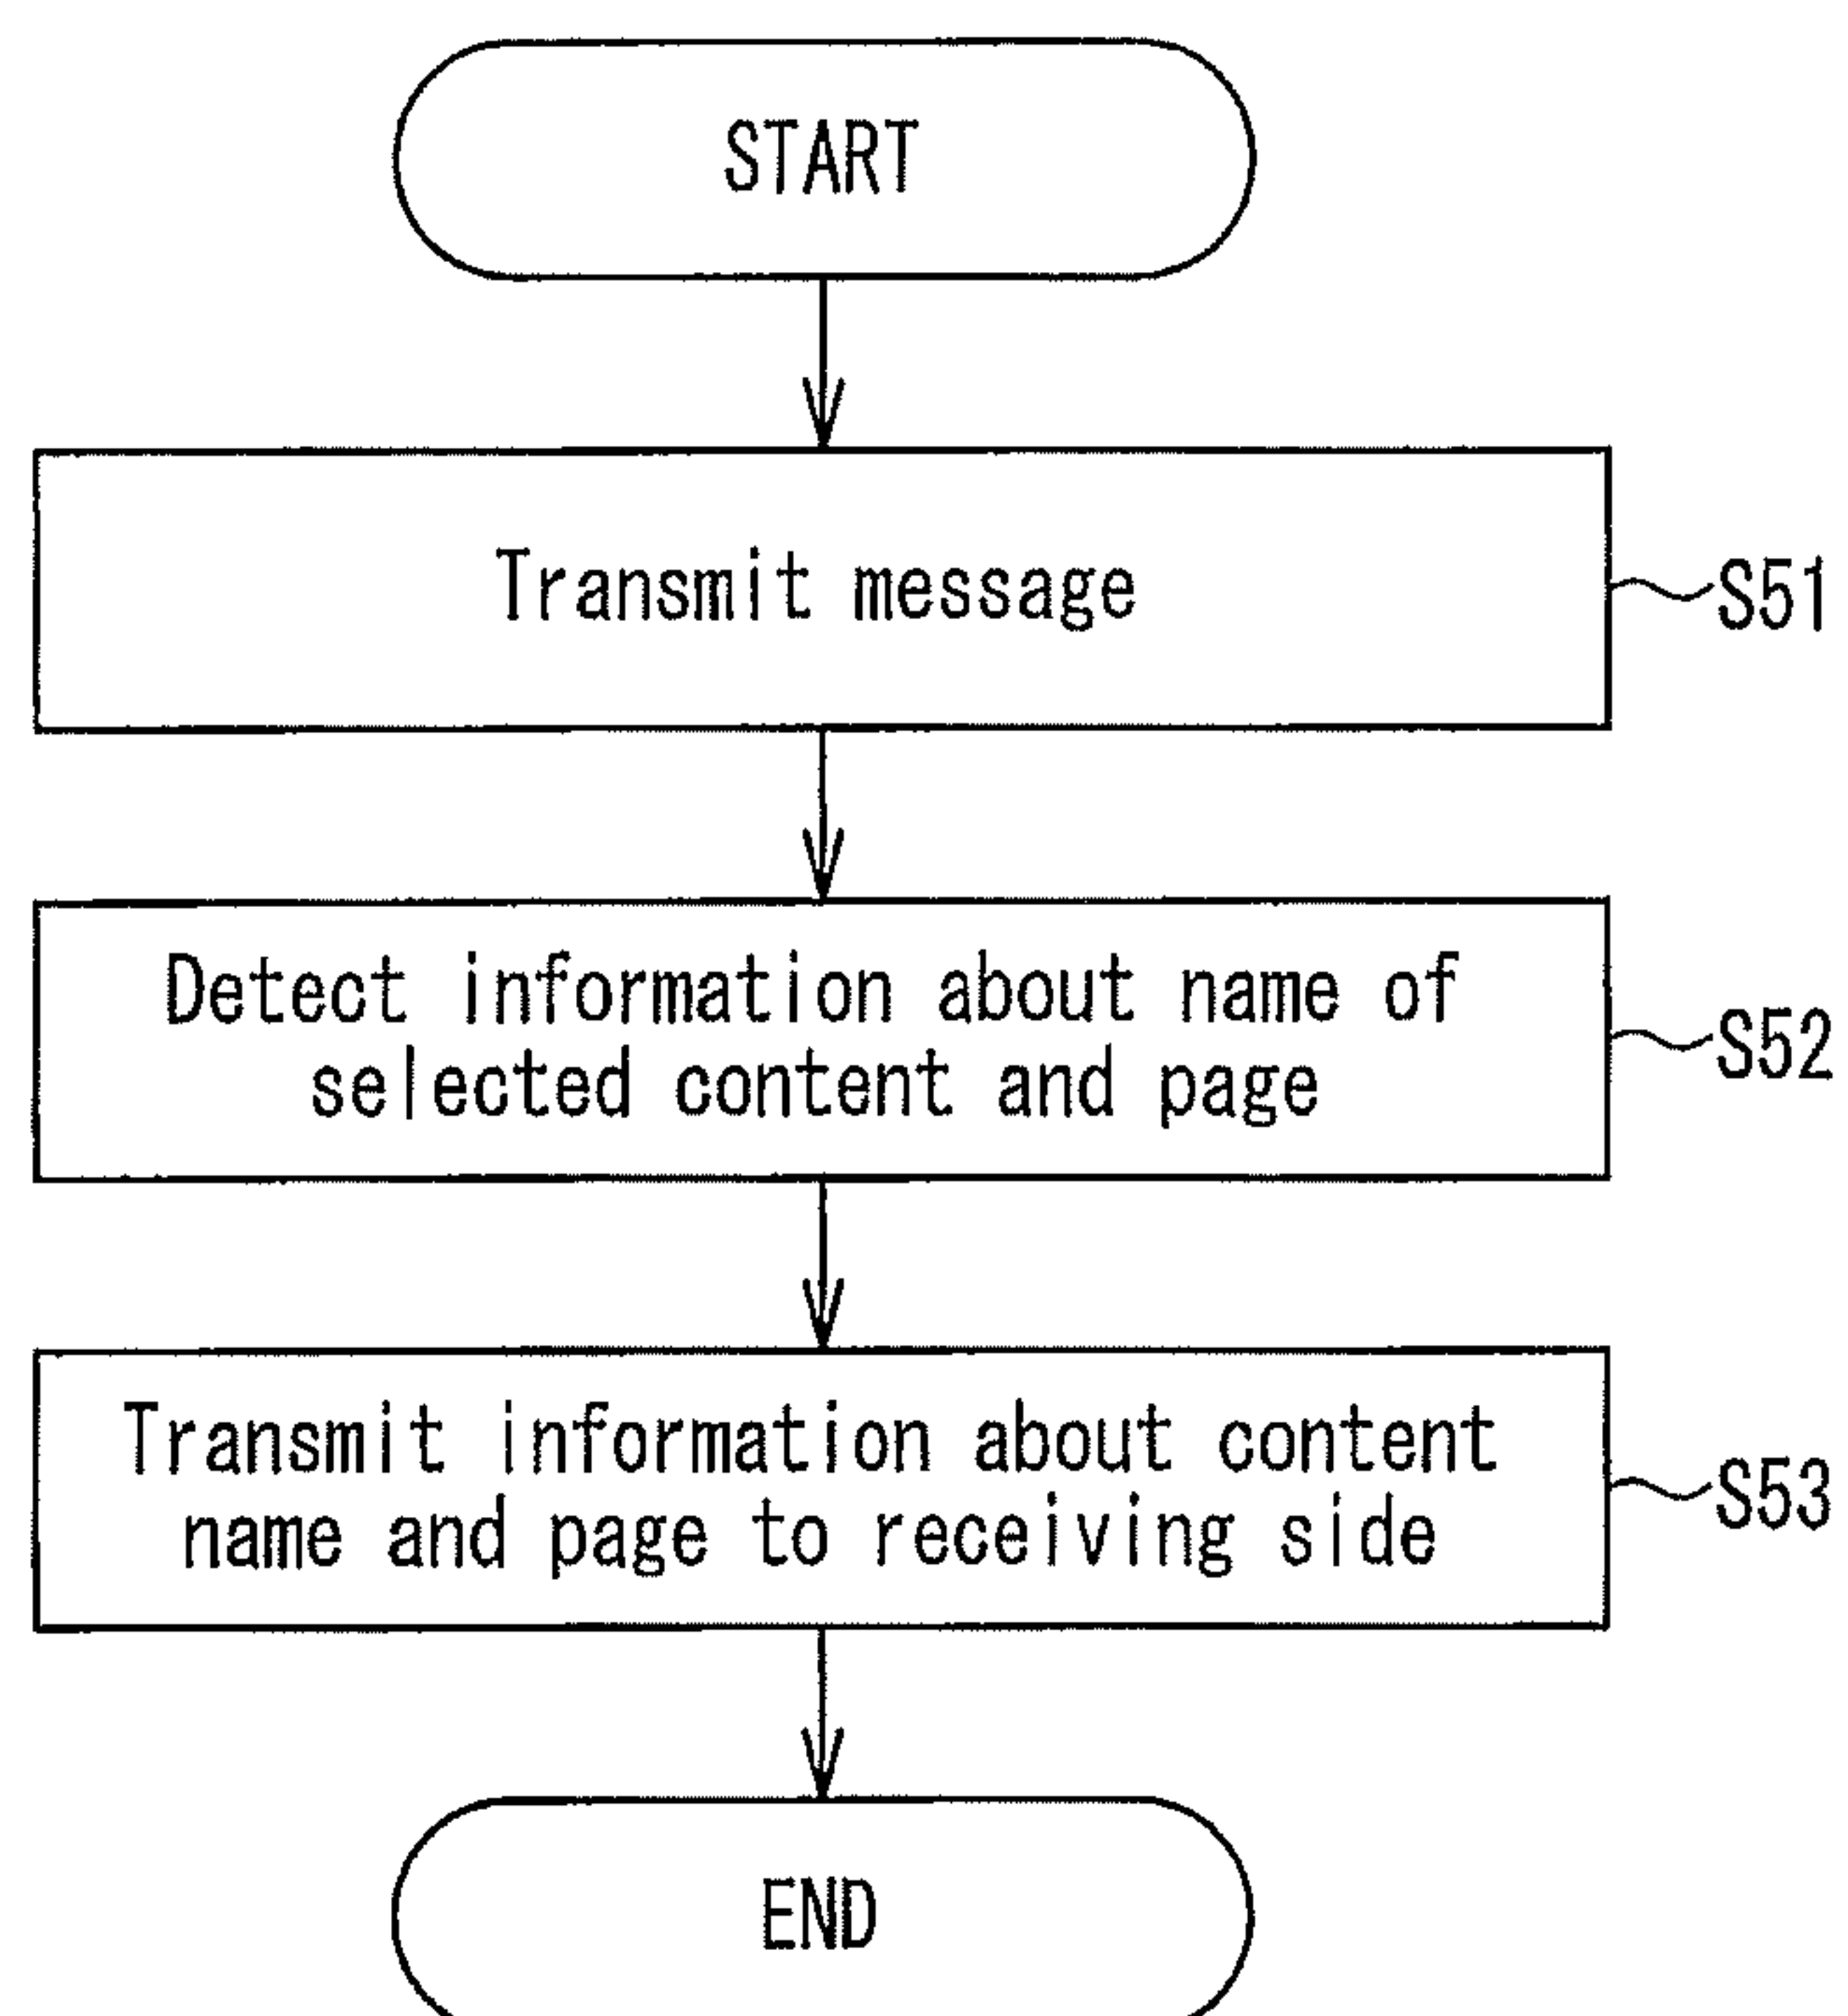 START
Transmit message
S51
Detect information about name of
selected content and page
S52
Transmit information about content
name and page to receiving side
S53
END